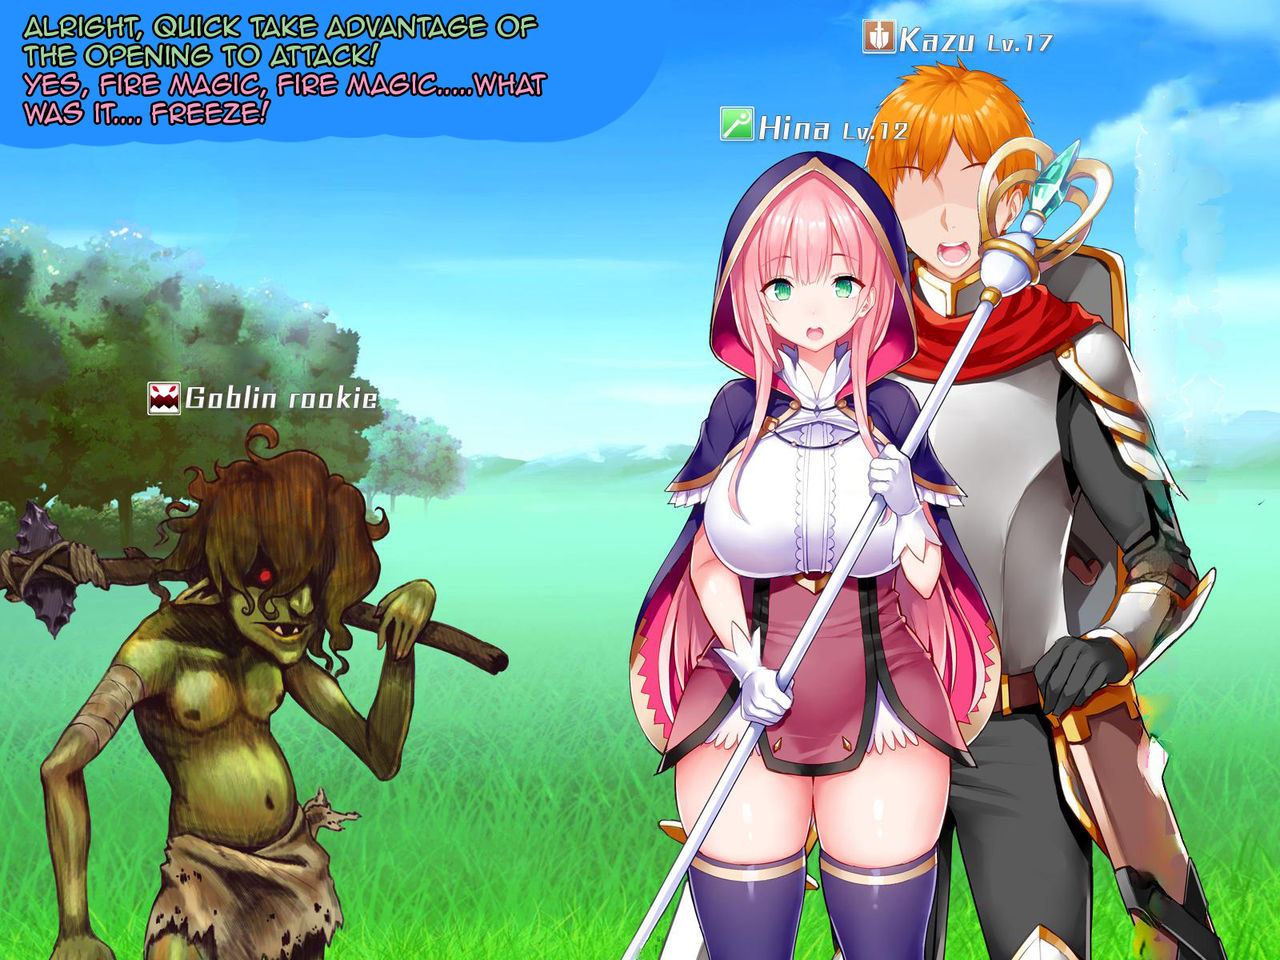 ALRIGHT, QUICK TAKE ADVANTAGE OF
THE OPENING TO ATTACK!
YES, FIRE MAGIC, FIRE MAGIC.....WHAT
WAS IT.... FREEZE!
Kazu Lv.17
Hina Lv.12
Goblin rookie